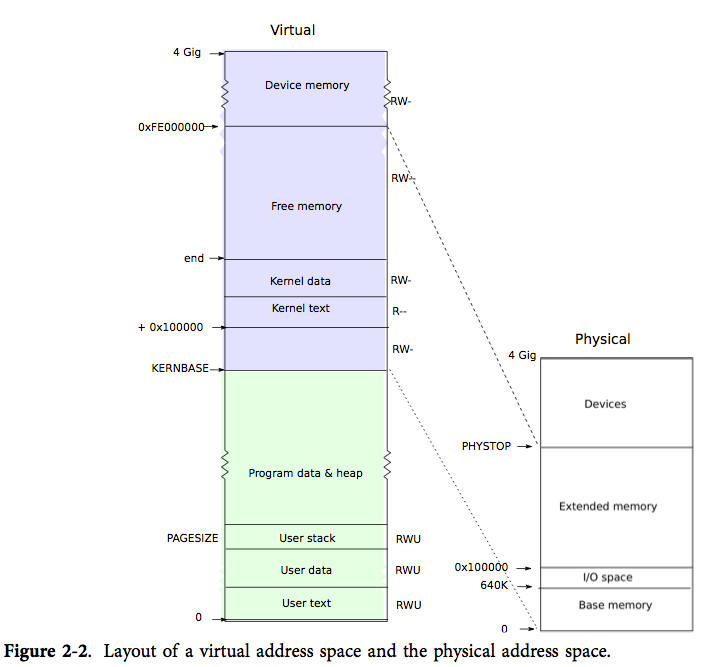 Virtual
4 Gig
Device memory
RW-
0xFE000000
RW-
Free memory
end
Kernel data
RW-
Kernel text
R--
+ 0x100000
RW-
KERNBASE
Program data & heap
PAGESIZE
User stack
RWU
User data
RWU
User text
RWU
0
Physical
4 Gig
Devices
PHYSTOP
Extended memory
0x100000
I/O space
640K
Base memory
0
Figure 2-2. Layout of a virtual address space and the physical address space.